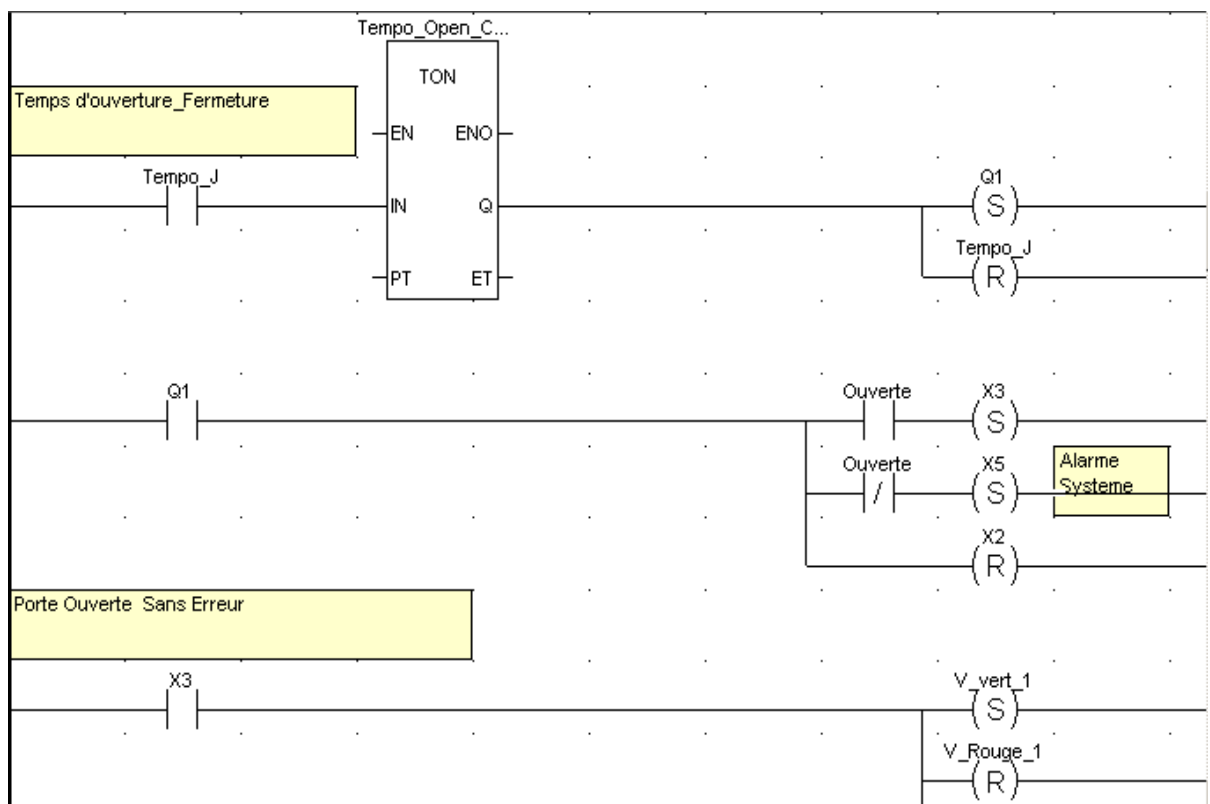 Tempo_Open_C...
TON
Temps d'ouverture_Fermeture
EN ENO
Tempo_J
Q1
IN Q
S
Tempo_J
R
PT ET
Q1
Ouverte
X3
S
Ouverte
X5
Alarme
Systeme
/
S
X2
R
Porte Ouverte Sans Erreur
X3
V_vert_1
S
V_Rouge_1
R